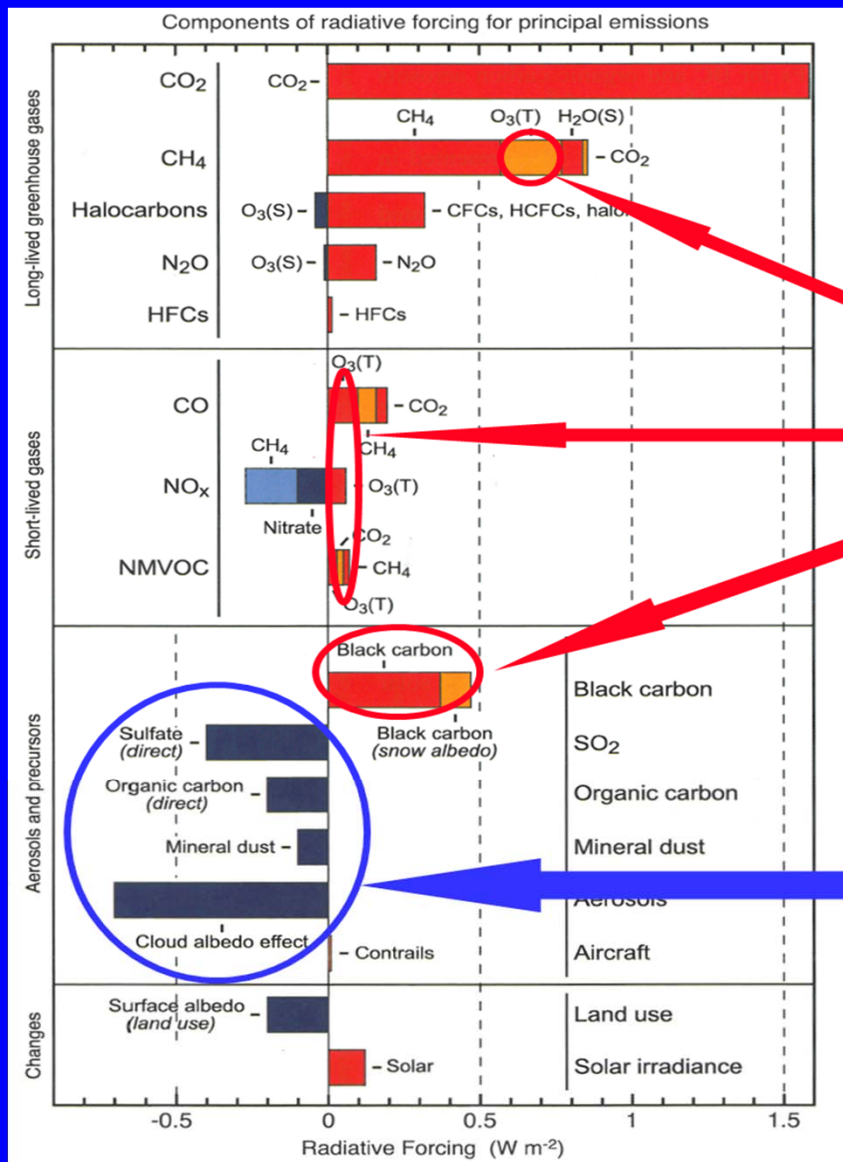 Components of radiative forcing for principal emissions
Long-lived greenhouse gases
CO₂
CO₂
CH₄
O₃(T)
H₂O(S)
CH₄
CO₂
Halocarbons
O₃(S)
CFCs, HCFCs,
N₂O
O₃(S)
N₂O
HFCs
HFCs
Short-lived gases
O₃(T)
CO
CO₂
CH₄
CH₄
NOₓ
O₃(T)
Nitrate
CO₂
NMVOC
CH₄
O₃(T)
Aerosols and precursors
Black carbon
Black carbon
Black carbon
(snow albedo)
Sulfate
(direct)
SO₂
Organic carbon
(direct)
Organic carbon
Mineral dust
Mineral dust
Aerosols
Cloud albedo effect
Contrails
Aircraft
Changes
Surface albedo
(land use)
Land use
Solar
Solar irradiance
-0.5 0 0.5 1 1.5
Radiative Forcing (W m⁻²)